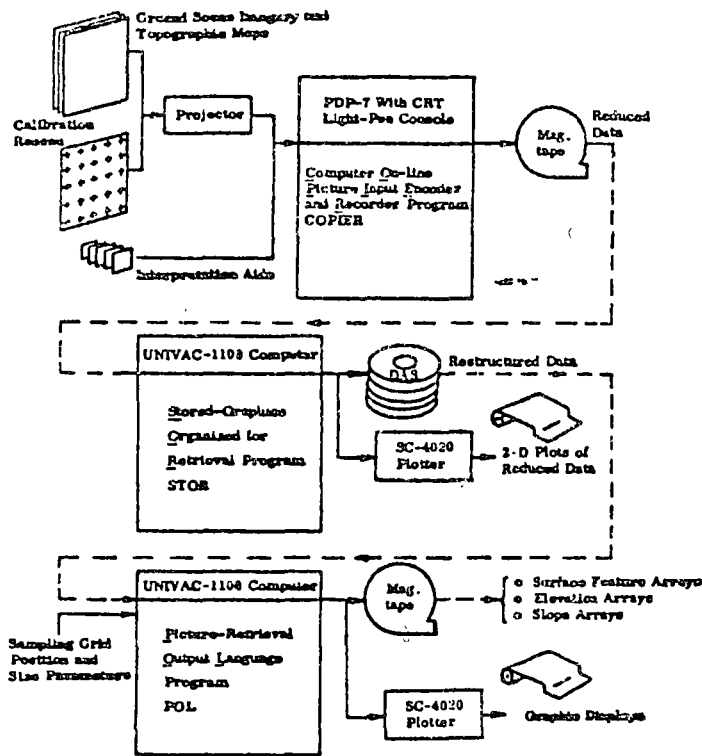 Ground Scene Imagery and
Topographic Maps
Calibration
Reseau
Projector
Interpretation Aids
PDP-7 With CRT
Light-Pen Console
Computer On-line
Picture Input Encoder
and Recorder Program
COPIER
Mag.
tape
Reduced
Data
UNIVAC-1108 Computer
Stored-Graphics
Organized for
Retrieval Program
STOR
DAS
Restructured Data
SC-4020
Plotter
2-D Plots of
Reduced Data
Sampling Grid
Position and
Size Parameters
UNIVAC-1108 Computer
Picture-Retrieval
Output Language
Program
POL
Mag.
tape
o Surface Feature Arrays
o Elevation Arrays
o Slope Arrays
SC-4020
Plotter
Graphic Displays